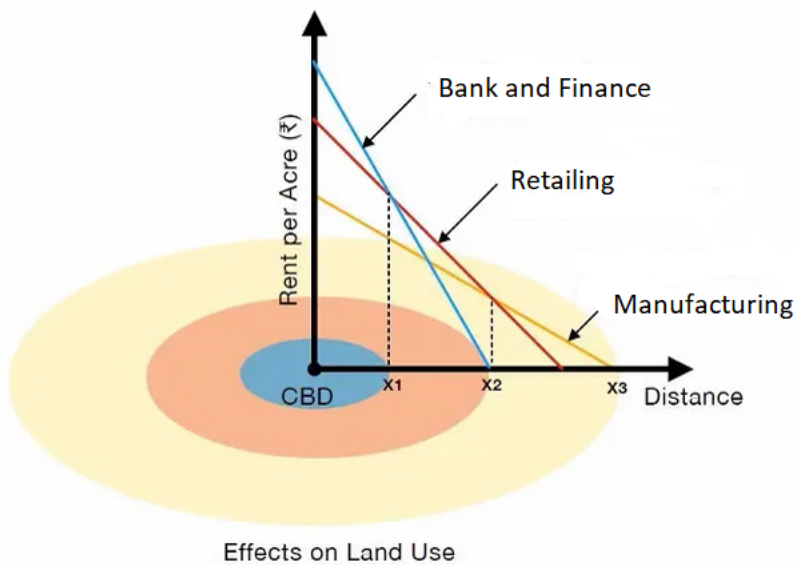 Bank and Finance
Rent per Acre (₹)
Retailing
Manufacturing
CBD
X1
X2
X3
Distance
Effects on Land Use